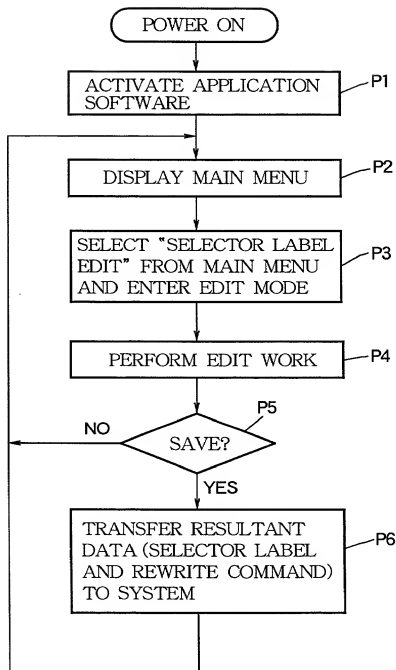 POWER ON
ACTIVATE APPLICATION
SOFTWARE
P1
DISPLAY MAIN MENU
P2
SELECT "SELECTOR LABEL
EDIT" FROM MAIN MENU
AND ENTER EDIT MODE
P3
PERFORM EDIT WORK
P4
P5
NO
SAVE?
YES
TRANSFER RESULTANT
DATA (SELECTOR LABEL
AND REWRITE COMMAND)
TO SYSTEM
P6